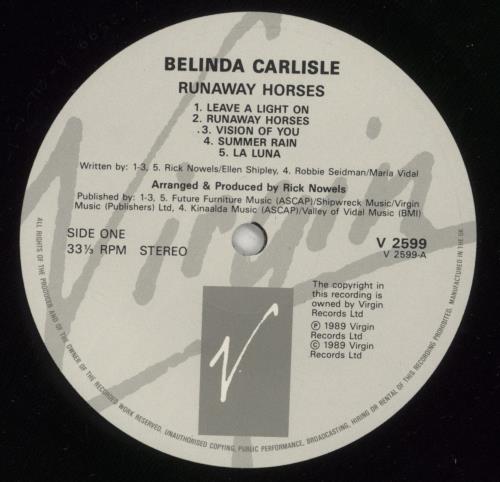 BELINDA CARLISLE
RUNAWAY HORSES
1. LEAVE A LIGHT ON
2. RUNAWAY HORSES
.3. VISION OF YOU
4. SUMMER RAIN
5. LA LUNA
Written by: 1-3, 5. Rick Nowels/Ellen Shipley, 4. Robbie Seidman/Maria Vidal
Arranged & Produced by Rick Nowels
Published by: 1-3, 5. Future Furniture Music (ASCAP)/Shipwreck Music/Virgin
Music (Publishers) Ltd, 4. Kinaalda Music (ASCAP)/Valley of Vidal Music (BMI)
SIDE ONE
33⅓ RPM STEREO
V 2599
V 2599-A
The copyright in
this recording is
owned by Virgin
Records Ltd
Ⓟ 1989 Virgin
Records Ltd
© 1989 Virgin
Records Ltd
Virgin
V
ALL RIGHTS OF THE PRODUCER AND OF THE OWNER OF THE RECORDED WORK RESERVED. UNAUTHORISED COPYING, PUBLIC PERFORMANCE, BROADCASTING, HIRING OR RENTAL OF THIS RECORDING PROHIBITED. MANUFACTURED IN THE UK